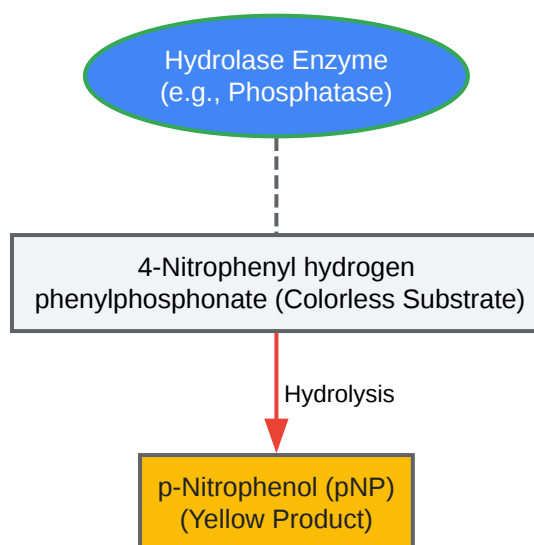 Hydrolase Enzyme
(e.g., Phosphatase)
4-Nitrophenyl hydrogen
phenylphosphonate (Colorless Substrate)
Hydrolysis
p-Nitrophenol (pNP)
(Yellow Product)